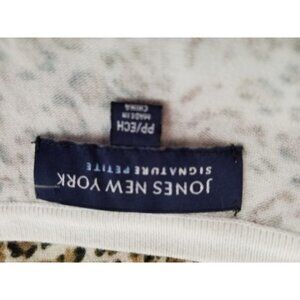 JONES NEW YORK
SIGNATURE PETITE
PP/ECH
MADE IN
CHINA